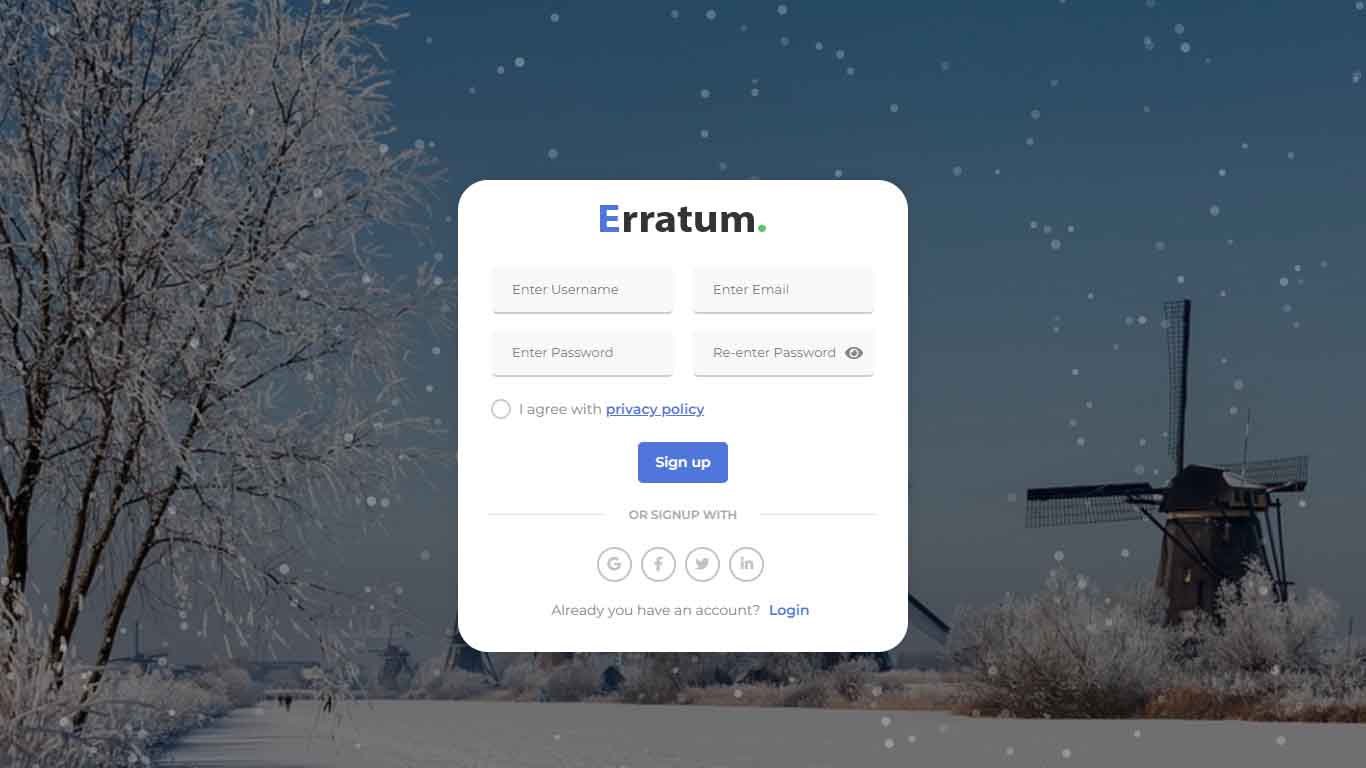 Erratum.
Enter Username
Enter Email
Enter Password
Re-enter Password
I agree with privacy policy
Sign up
OR SIGNUP WITH
Already you have an account? Login